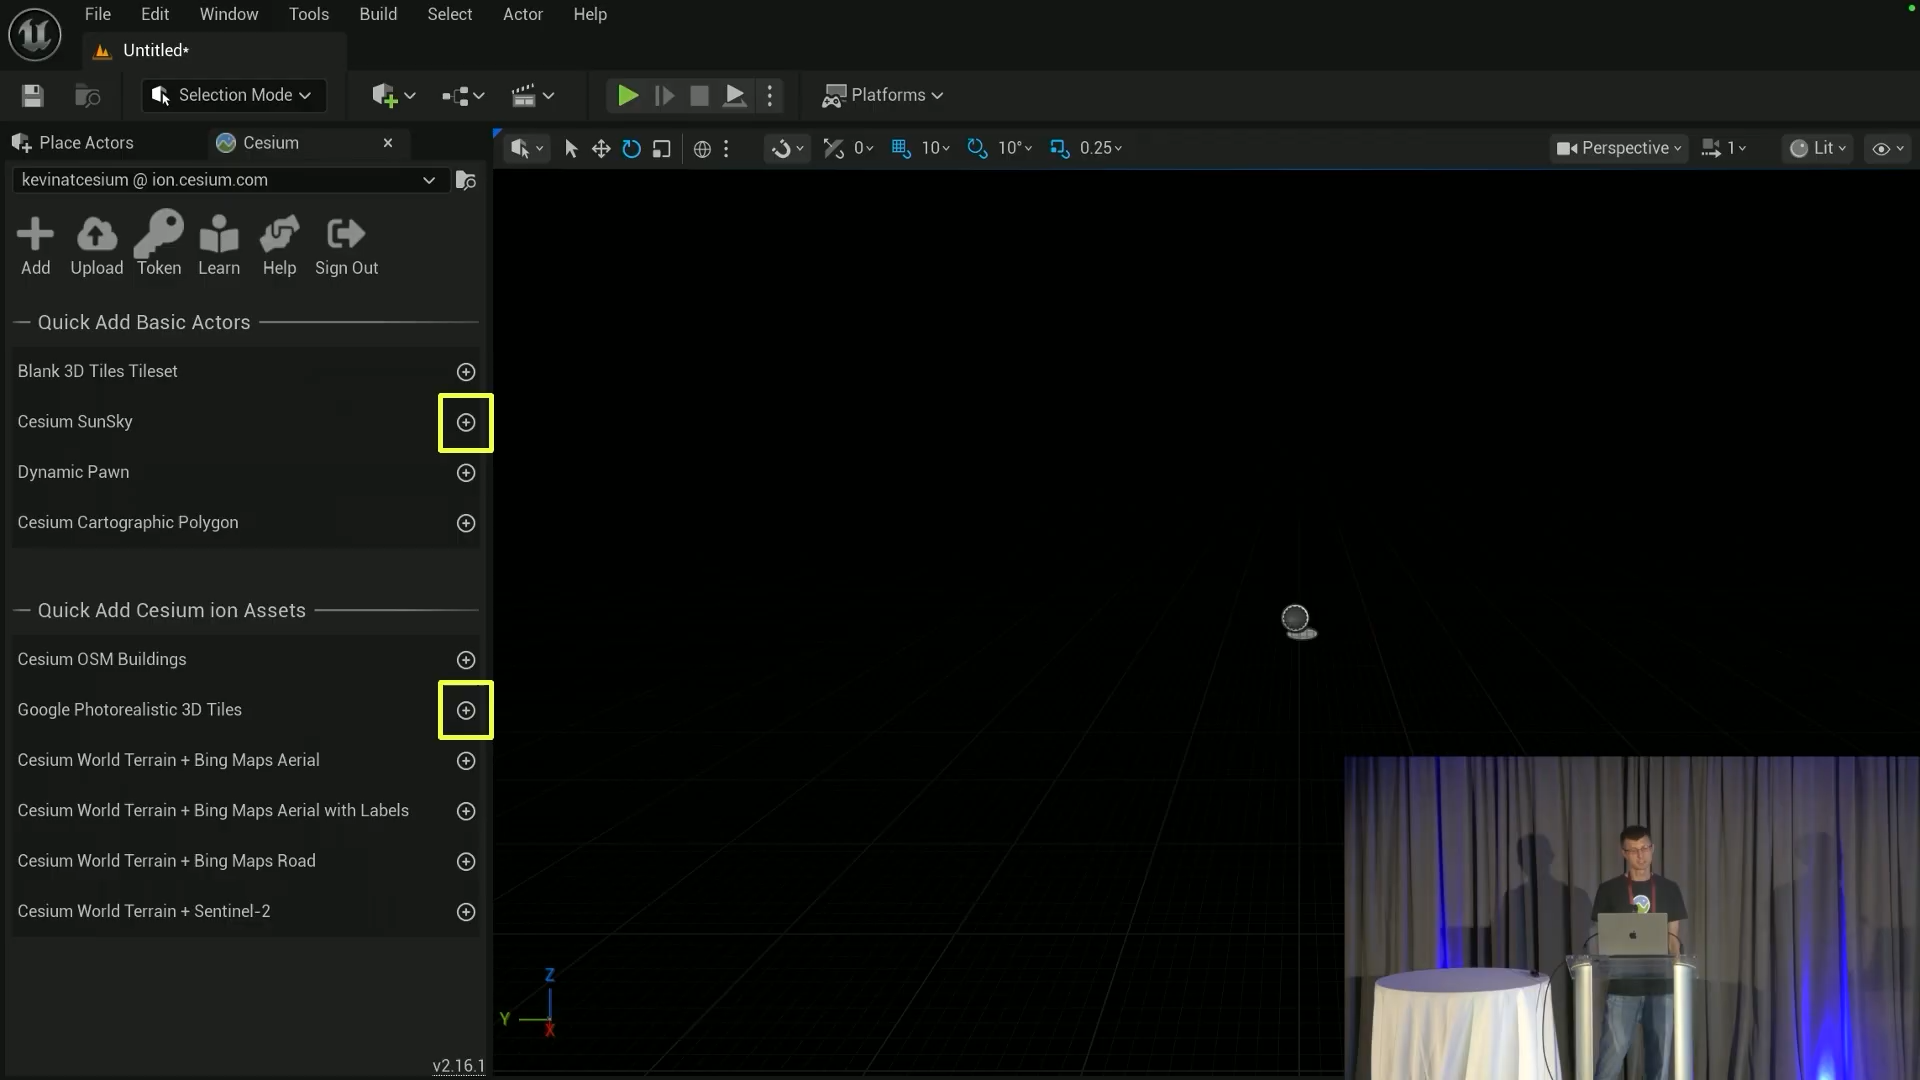 File Edit Window Tools Build Select Actor Help
Untitled*
Selection Mode
Platforms
Place Actors
Cesium
0
10
10°
0.25
Perspective
1
Lit
kevinatcesium @ ion.cesium.com
Add Upload Token Learn Help Sign Out
Quick Add Basic Actors
Blank 3D Tiles Tileset
Cesium SunSky
Dynamic Pawn
Cesium Cartographic Polygon
Quick Add Cesium ion Assets
Cesium OSM Buildings
Google Photorealistic 3D Tiles
Cesium World Terrain + Bing Maps Aerial
Cesium World Terrain + Bing Maps Aerial with Labels
Cesium World Terrain + Bing Maps Road
Cesium World Terrain + Sentinel-2
Z
Y
X
v2.16.1